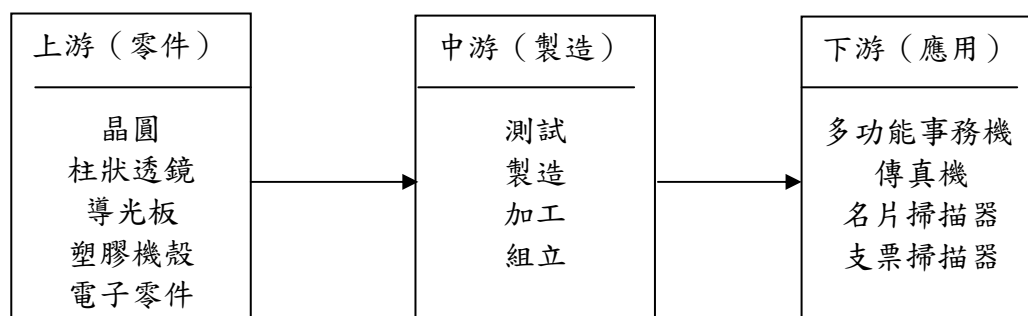 上游（零件）
晶圓
柱狀透鏡
導光板
塑膠機殼
電子零件
中游（製造）
測試
製造
加工
組立
下游（應用）
多功能事務機
傳真機
名片掃描器
支票掃描器